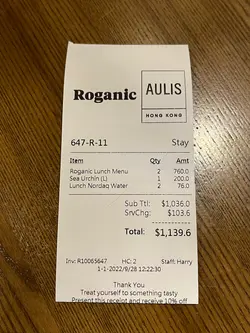 Roganic
AULIS
HONG KONG
647-R-11 Stay
Item Qty Amt
Roganic Lunch Menu 2 760.0
Sea Urchin (L) 1 200.0
Lunch Nordaq Water 2 76.0
Sub Ttl: $1,036.0
SrvChg: $103.6
Total: $1,139.6
Inv: R10065647 HC: 2 Staff: Harry
1-1-2022/9/28 12:22:30
Thank You
Treat yourself to something tasty
Present this receipt and receive 10% off